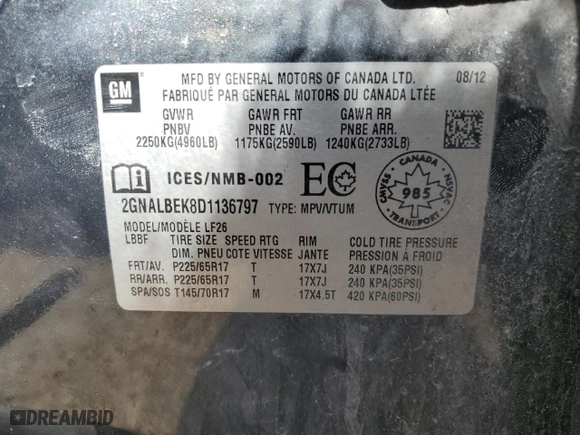 GM
MFD BY GENERAL MOTORS OF CANADA LTD. 08/12
FABRIQUÉ PAR GENERAL MOTORS DU CANADA LTÉE
GVWR GAWR FRT GAWR RR
PNBV PNBE AV. PNBE ARR.
2250KG(4960LB) 1175KG(2590LB) 1240KG(2733LB)
ICES/NMB-002 EC
CANADA
CMVSS 985 NSVAC
TRANSPORT
2GNALBEK8D1136797 TYPE: MPV/VTUM
MODEL/MODÈLE LF26
LBBF TIRE SIZE SPEED RTG RIM COLD TIRE PRESSURE
DIM. PNEU COTE VITESSE JANTE PRESSION À FROID
FRT/AV. P225/65R17 T 17X7J 240 KPA(35PSI)
RR/ARR. P225/65R17 T 17X7J 240 KPA(35PSI)
SPA/SOS T145/70R17 M 17X4.5T 420 KPA(60PSI)
DREAMBID